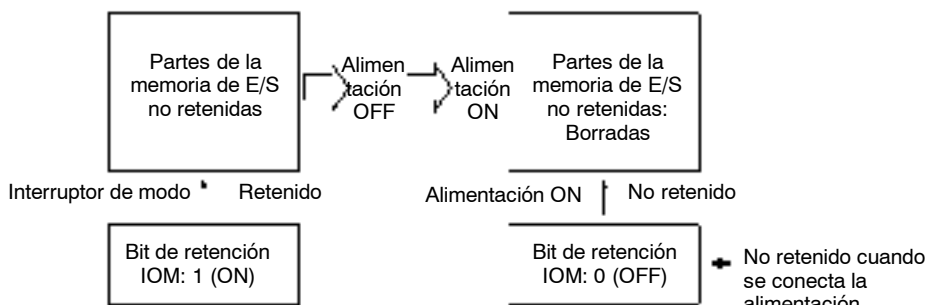 Partes de la
memoria de E/S
no retenidas
Alimen
tación
OFF
Alimen
tación
ON
Partes de la
memoria de E/S
no retenidas:
Borradas
Interruptor de modo
Retenido
Alimentación ON
No retenido
Bit de retención
IOM: 1 (ON)
Bit de retención
IOM: 0 (OFF)
No retenido cuando
se conecta la
alimentación